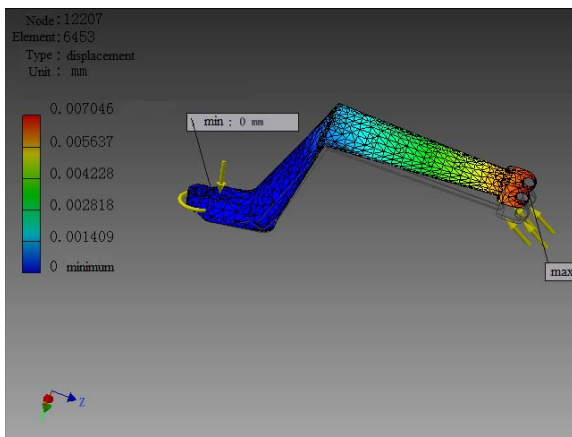 Node:12207
Element:6453
Type : displacement
Unit : mm
0.007046
0.005637
0.004228
0.002818
0.001409
0 minimum
min : 0 mm
max
Z